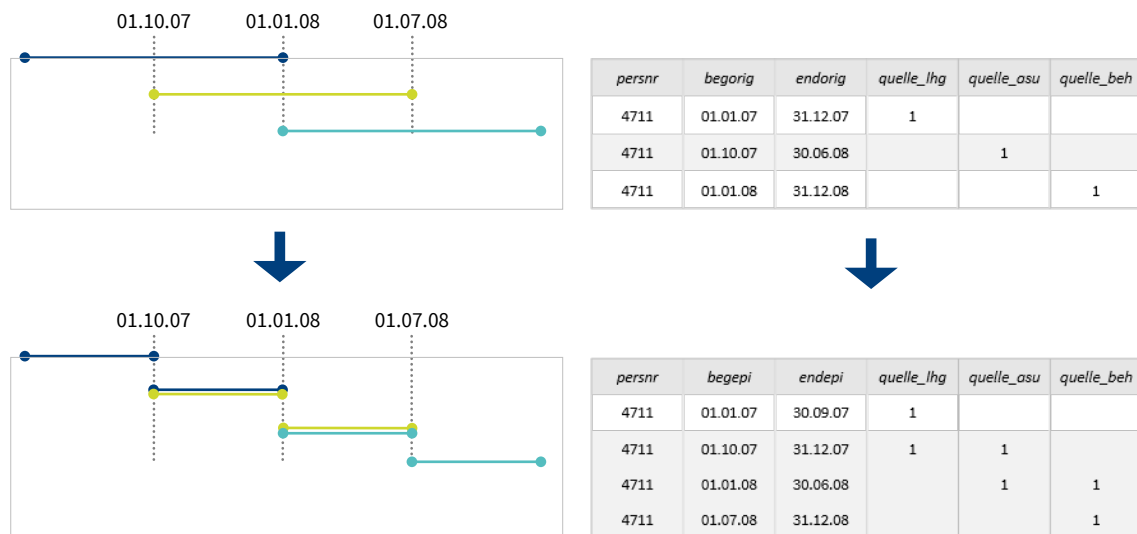 01.10.07 01.01.08 01.07.08
persnr begorig endorig quelle_lhg quelle_asu quelle_beh
4711 01.01.07 31.12.07 1
4711 01.10.07 30.06.08 1
4711 01.01.08 31.12.08 1
01.10.07 01.01.08 01.07.08
persnr begepi endepi quelle_lhg quelle_asu quelle_beh
4711 01.01.07 30.09.07 1
4711 01.10.07 31.12.07 1 1
4711 01.01.08 30.06.08 1 1
4711 01.07.08 31.12.08 1